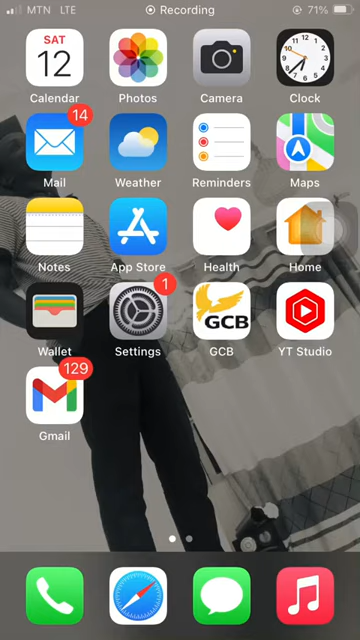 MTN LTE Recording 71%
SAT
12
Calendar Photos Camera Clock
14
Mail Weather Reminders Maps
Notes App Store Health Home
1
GCB
Wallet Settings GCB YT Studio
129
Gmail